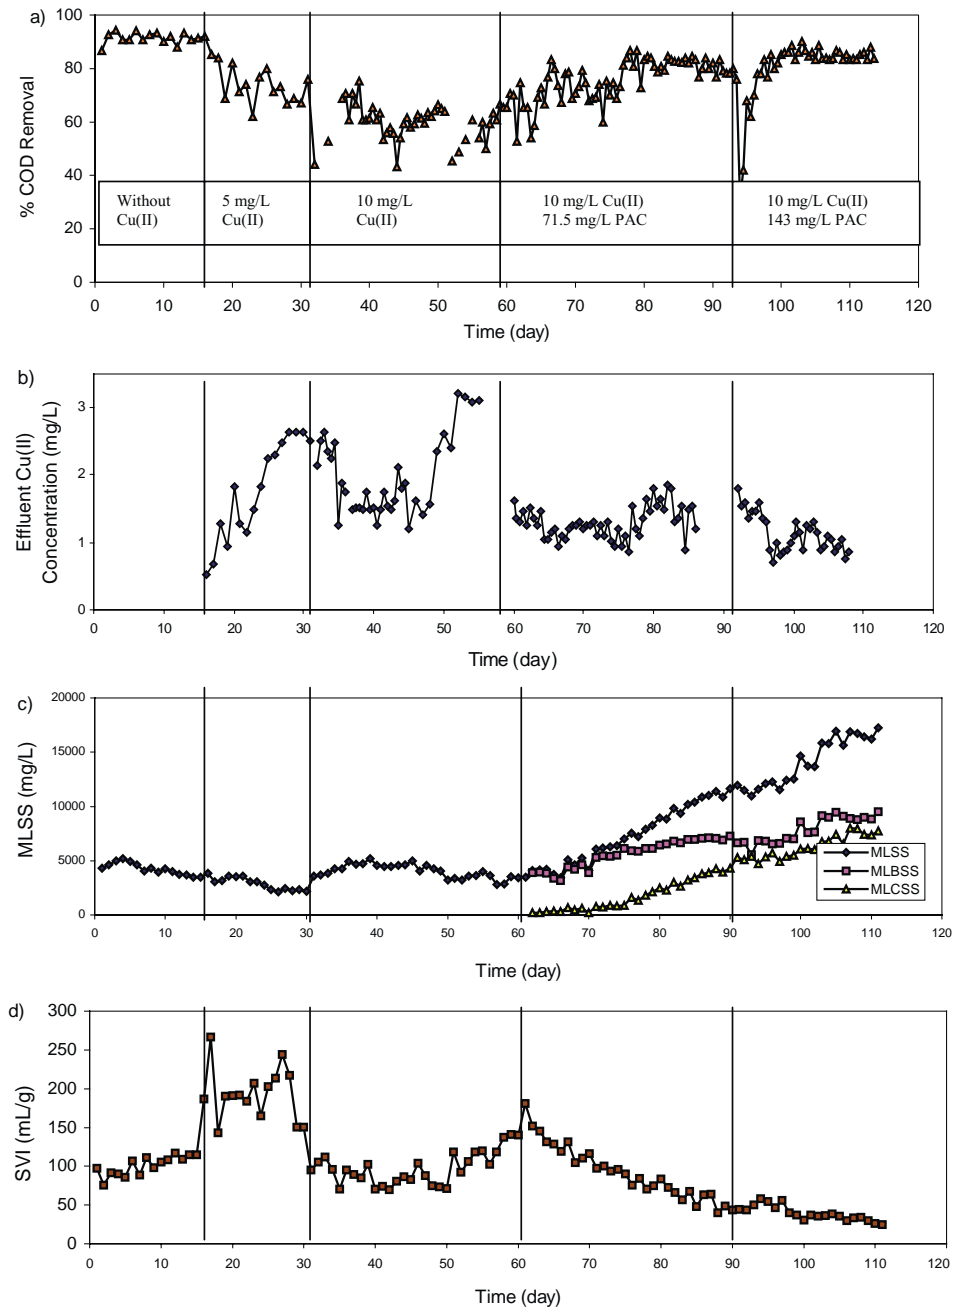 a)
100
80
60
40
20
0
% COD Removal
Without
Cu(II)
5 mg/L
Cu(II)
10 mg/L
Cu(II)
10 mg/L Cu(II)
71.5 mg/L PAC
10 mg/L Cu(II)
143 mg/L PAC
0 10 20 30 40 50 60 70 80 90 100 110 120
Time (day)
b)
3
2
1
0
Effluent Cu(II)
Concentration (mg/L)
0 10 20 30 40 50 60 70 80 90 100 110 120
Time (day)
c)
20000
15000
10000
5000
0
MLSS (mg/L)
MLSS
MLBSS
MLCSS
0 10 20 30 40 50 60 70 80 90 100 110 120
Time (day)
d)
300
250
200
150
100
50
0
SVI (mL/g)
0 10 20 30 40 50 60 70 80 90 100 110 120
Time (day)